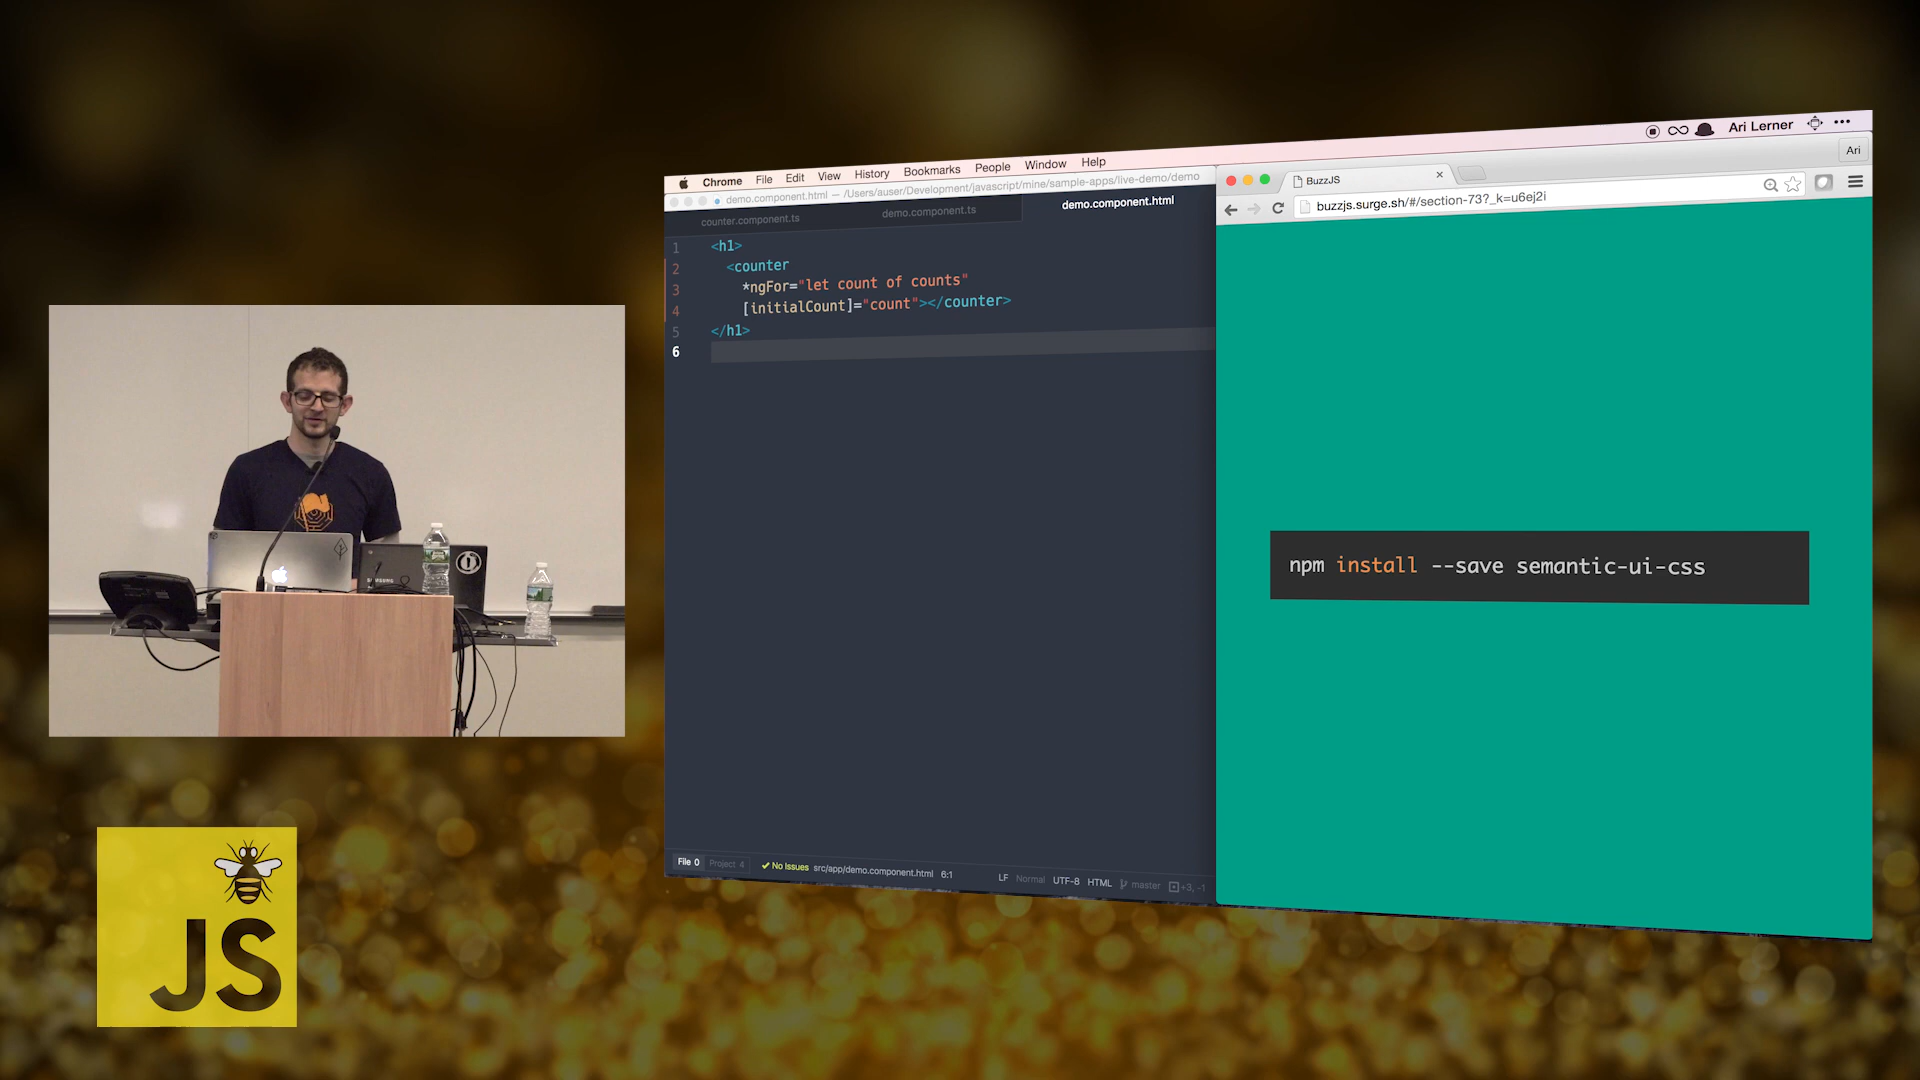 Chrome File Edit View History Bookmarks People Window Help
Ari Lerner
demo.component.html — /Users/auser/Development/javascript/mine/sample-apps/live-demo/demo
counter.component.ts
demo.component.ts
demo.component.html
1 <h1>
2 <counter
3 *ngFor="let count of counts"
4 [initialCount]="count"></counter>
5 </h1>
6
File 0 Project 4 No Issues src/app/demo.component.html 6:1
LF Normal UTF-8 HTML master +3, -1
BuzzJS
Ari
buzzjs.surge.sh/#/section-73?_k=u6ej2i
npm install --save semantic-ui-css
SAMSUNG
JS